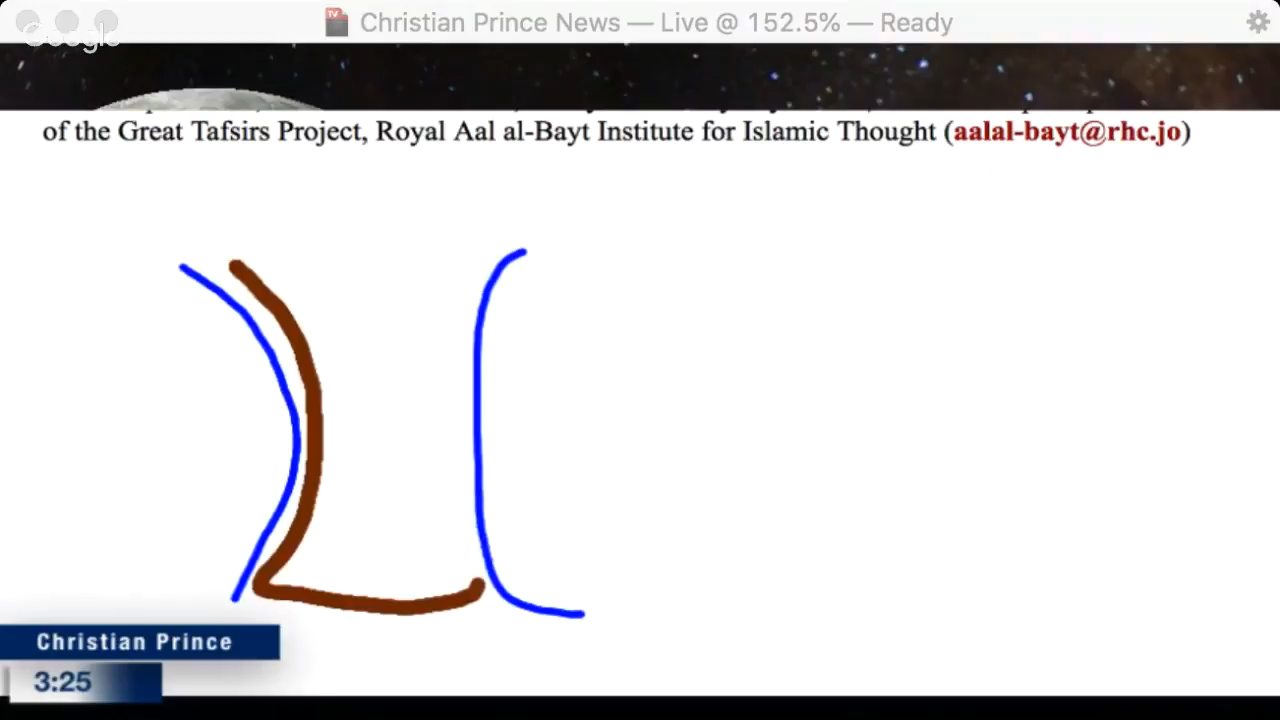 Christian Prince News — Live @ 152.5% — Ready
Google
of the Great Tafsirs Project, Royal Aal al-Bayt Institute for Islamic Thought (aalal-bayt@rhc.jo)
Christian Prince
3:25